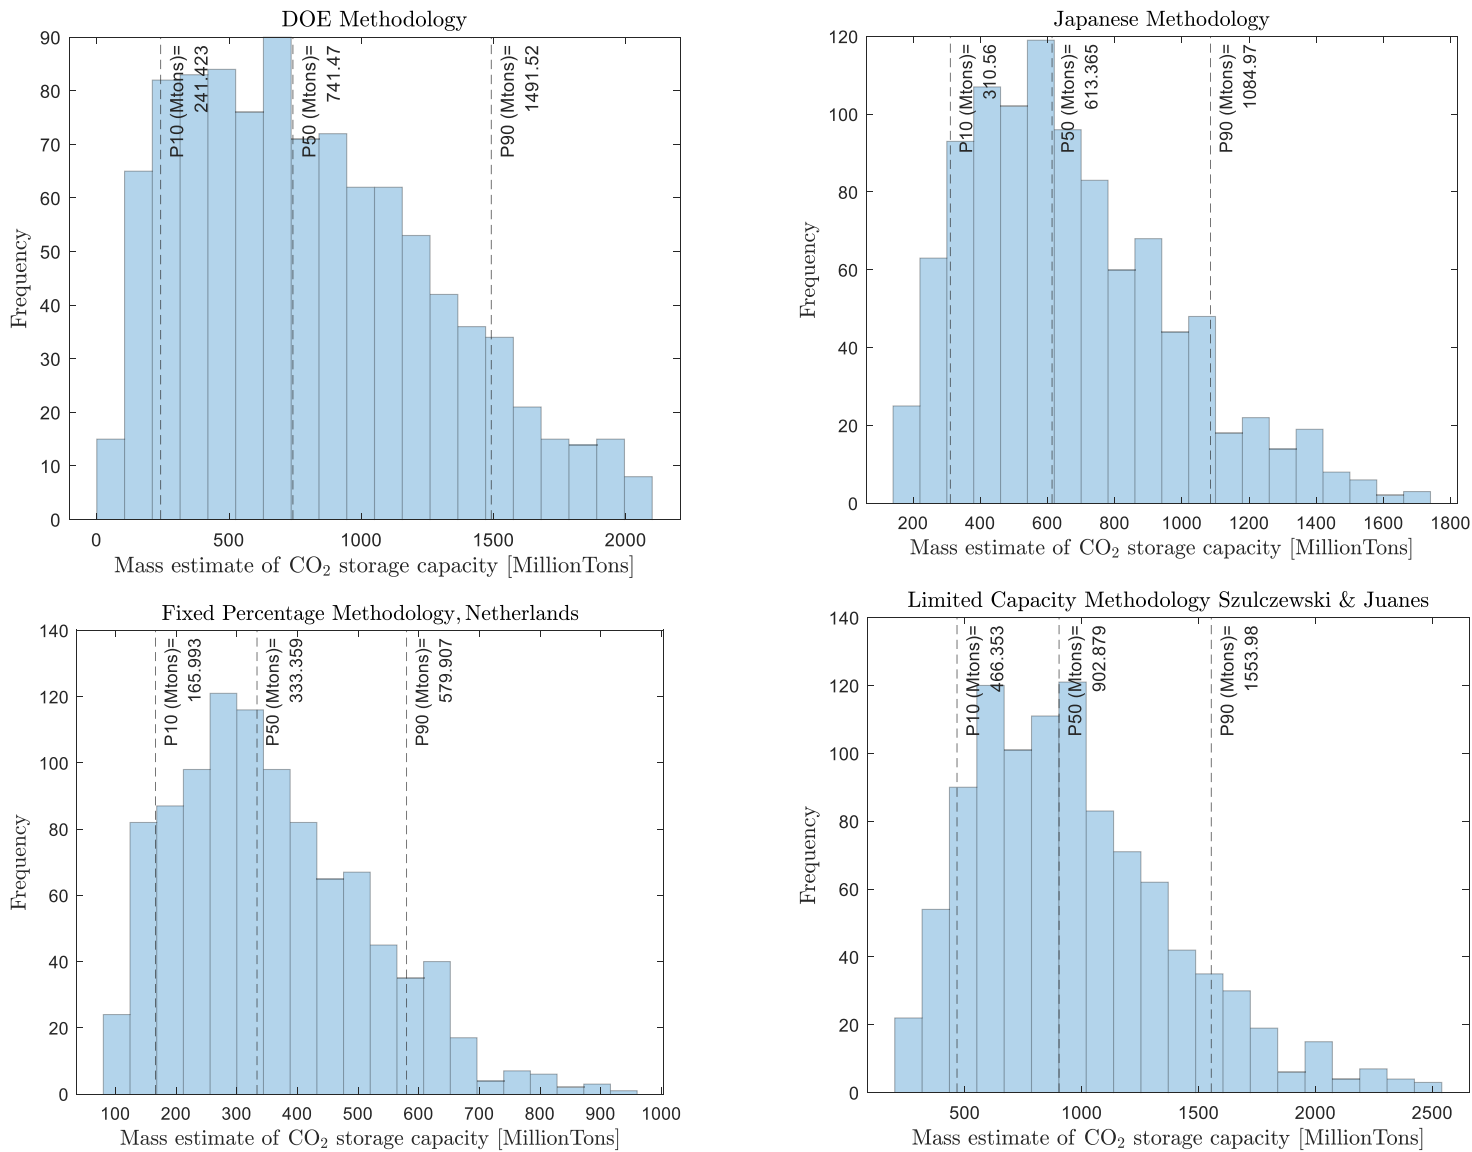 DOE Methodology
90
80
70
60
50
40
30
20
10
0
Frequency
P10 (Mtons)=
241.423
P50 (Mtons)=
741.47
P90 (Mtons)=
1491.52
0 500 1000 1500 2000
Mass estimate of CO2 storage capacity [MillionTons]
Japanese Methodology
120
100
80
60
40
20
0
Frequency
P10 (Mtons)=
310.56
P50 (Mtons)=
613.365
P90 (Mtons)=
1084.97
200 400 600 800 1000 1200 1400 1600 1800
Mass estimate of CO2 storage capacity [MillionTons]
Fixed Percentage Methodology, Netherlands
140
120
100
80
60
40
20
0
Frequency
P10 (Mtons)=
165.993
P50 (Mtons)=
333.359
P90 (Mtons)=
579.907
100 200 300 400 500 600 700 800 900 1000
Mass estimate of CO2 storage capacity [MillionTons]
Limited Capacity Methodology Szulczewski & Juanes
140
120
100
80
60
40
20
0
Frequency
P10 (Mtons)=
466.353
P50 (Mtons)=
902.879
P90 (Mtons)=
1553.98
500 1000 1500 2000 2500
Mass estimate of CO2 storage capacity [MillionTons]